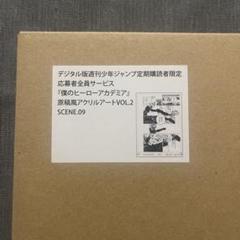 デジタル版週刊少年ジャンプ定期購読者限定
応募者全員サービス
『僕のヒーローアカデミア』
原稿風アクリルアートVOL.2
SCENE.09